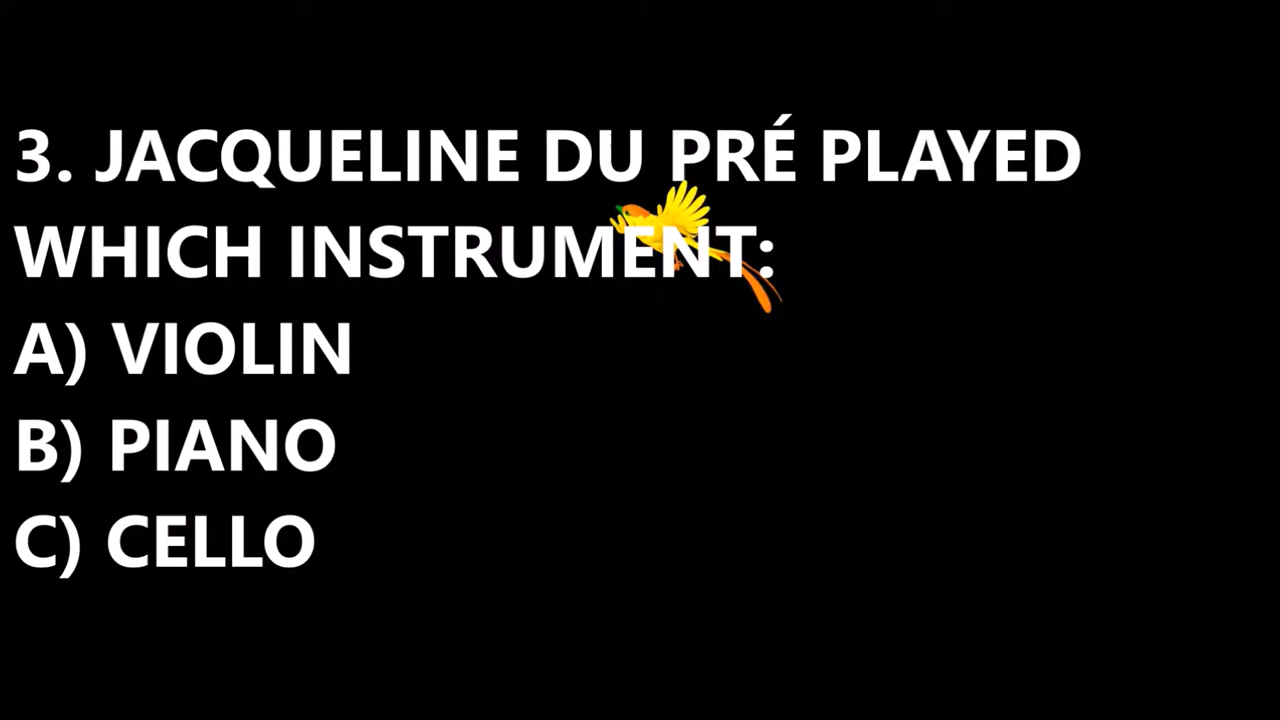 3. JACQUELINE DU PRÉ PLAYED
WHICH INSTRUMENT:
A) VIOLIN
B) PIANO
C) CELLO